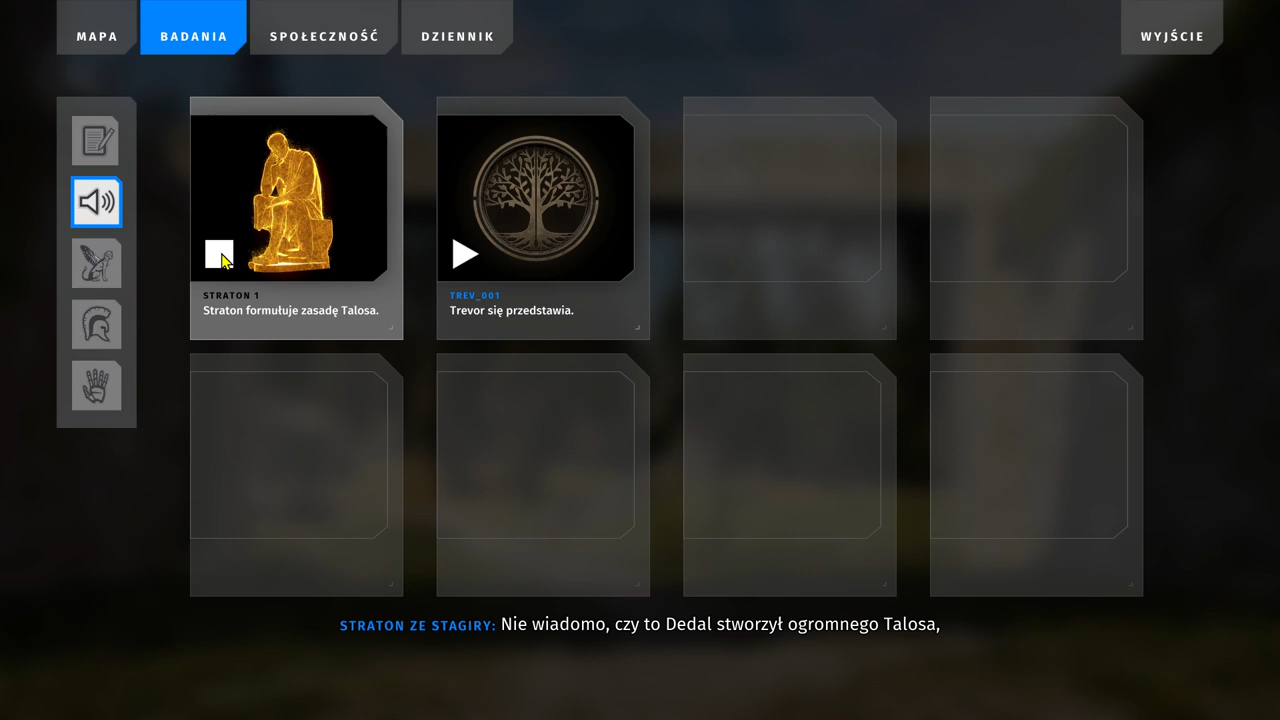 MAPA
BADANIA
SPOŁECZNOŚĆ
DZIENNIK
WYJŚCIE
STRATON 1
Straton formułuje zasadę Talosa.
TREV_001
Trevor się przedstawia.
STRATON ZE STAGIRY: Nie wiadomo, czy to Dedal stworzył ogromnego Talosa,